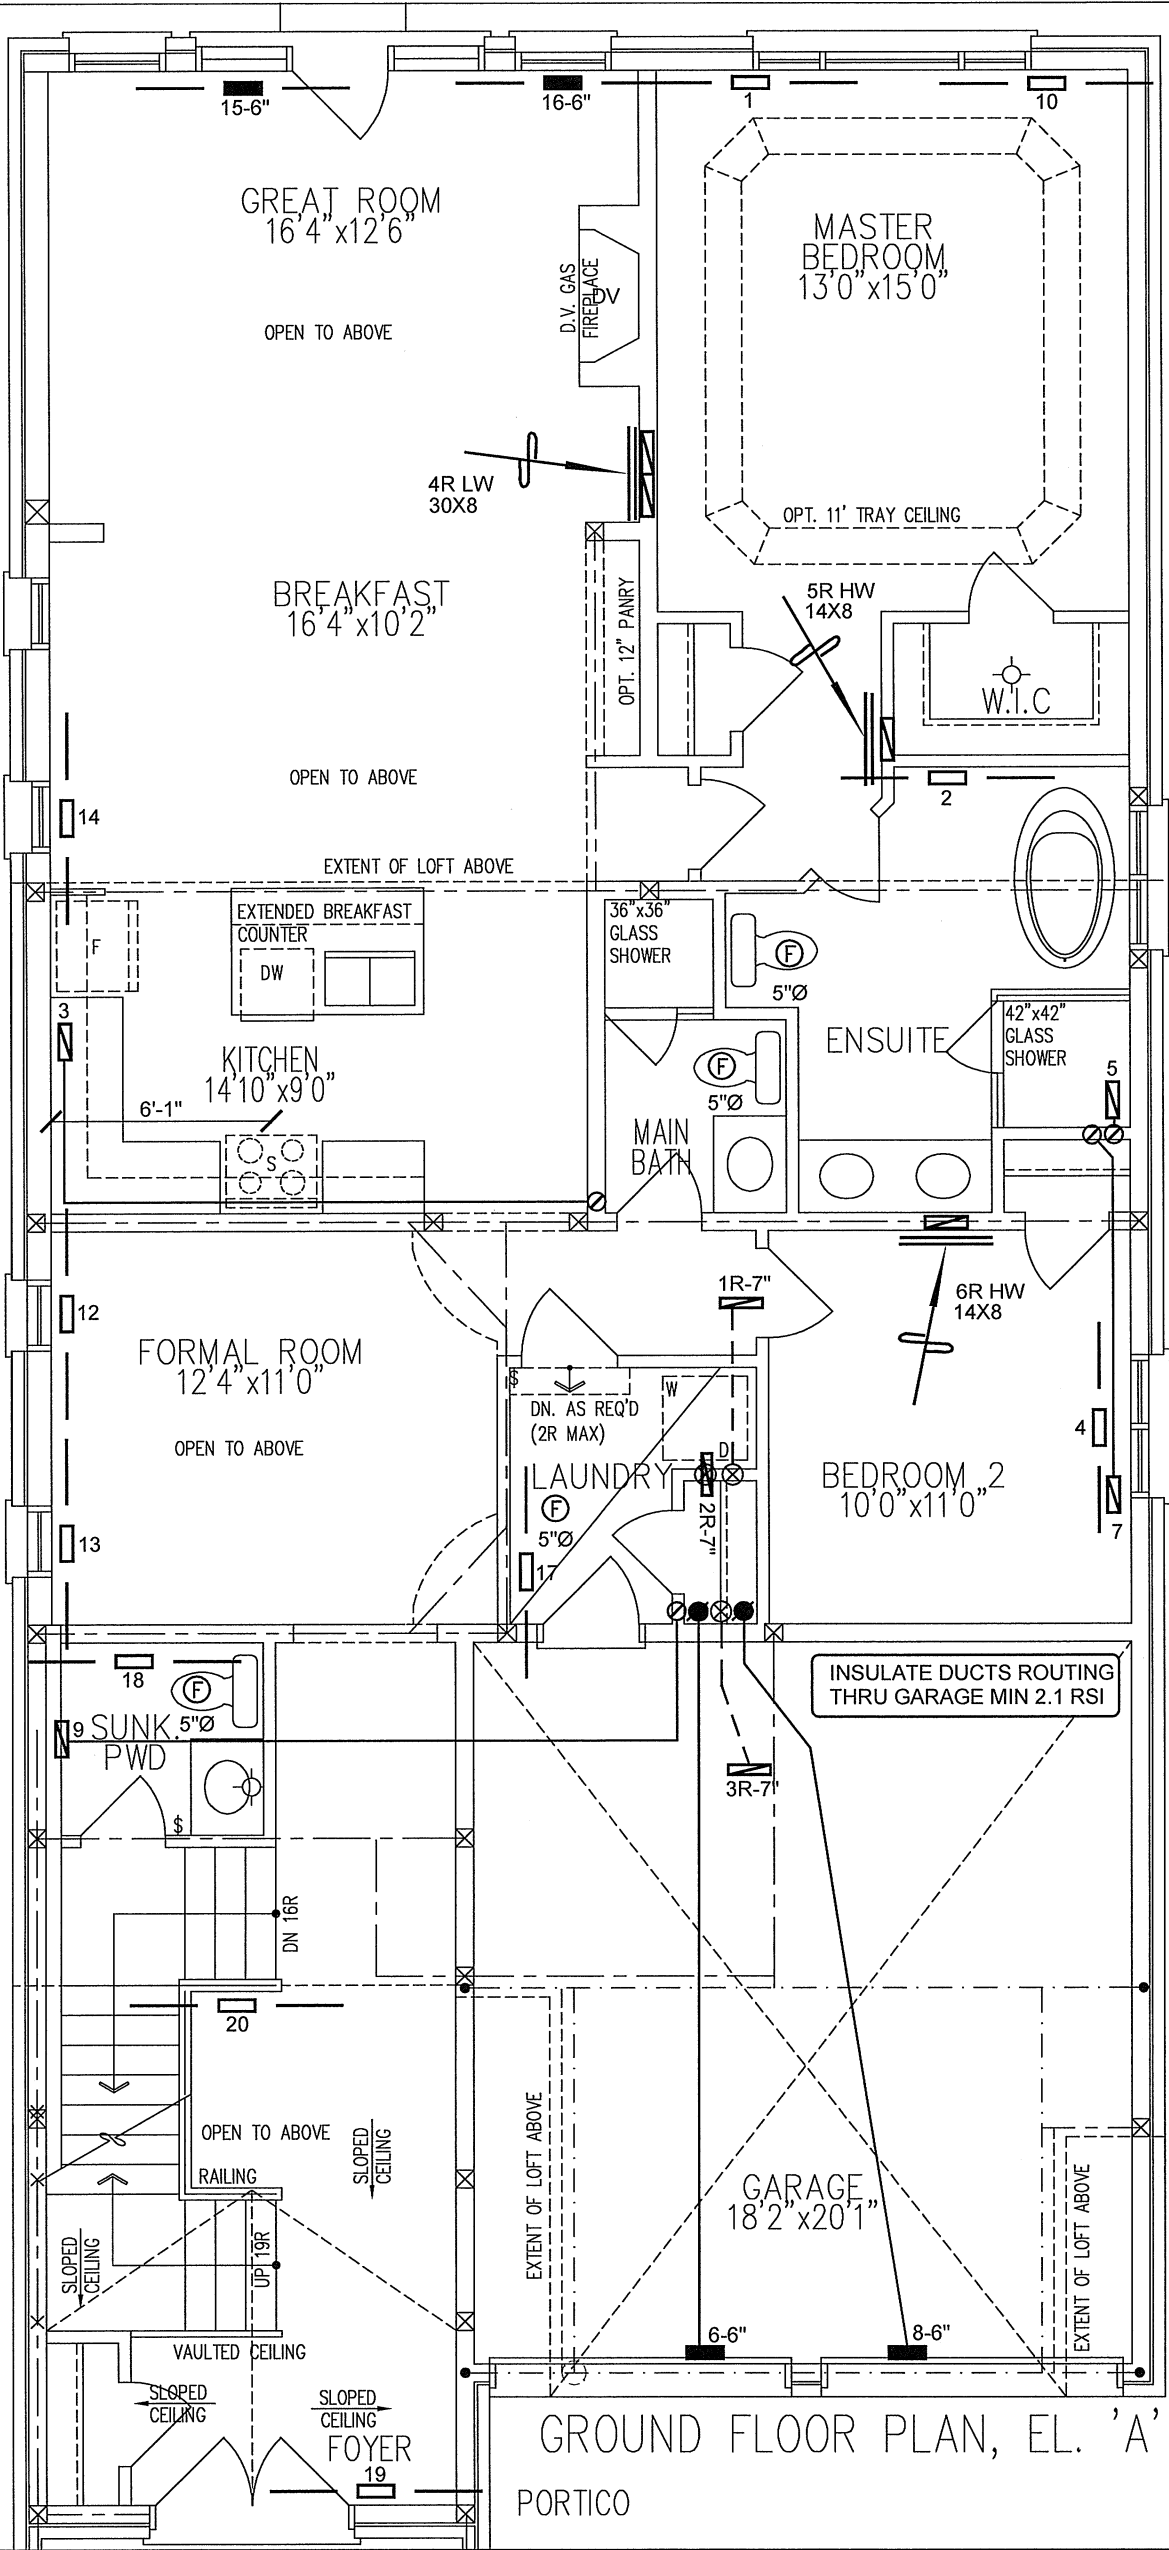 15-6"
16-6"
1
10
GREAT ROOM
16'4"x12'6"
MASTER
BEDROOM
13'0"x15'0"
D.V. GAS
FIREPLACE
DV
OPEN TO ABOVE
4R LW
30X8
OPT. 11' TRAY CEILING
BREAKFAST
16'4"x10'2"
OPT. 12" PANRY
5R HW
14X8
W.I.C
OPEN TO ABOVE
2
14
EXTENT OF LOFT ABOVE
EXTENDED BREAKFAST
COUNTER
DW
F
36"x36"
GLASS
SHOWER
F
5"Ø
3
42"x42"
GLASS
SHOWER
ENSUITE
KITCHEN
14'10"x9'0"
6'-1"
F
5"Ø
5
MAIN
BATH
S
12
1R-7"
6R HW
14X8
FORMAL ROOM
12'4"x11'0"
$
W
DN. AS REQ'D
(2R MAX)
4
OPEN TO ABOVE
D
LAUNDRY
BEDROOM 2
10'0"x11'0"
F
5"Ø
2R-7"
7
13
17
18
F
5"Ø
INSULATE DUCTS ROUTING
THRU GARAGE MIN 2.1 RSI
9
SUNK.
PWD
3R-7"
$
DN 16R
20
OPEN TO ABOVE
SLOPED
CEILING
RAILING
EXTENT OF LOFT ABOVE
GARAGE
18'2"x20'1"
EXTENT OF LOFT ABOVE
SLOPED
CEILING
UP 19R
6-6"
8-6"
VAULTED CEILING
SLOPED
CEILING
SLOPED
CEILING
FOYER
19
GROUND FLOOR PLAN, EL. 'A'
PORTICO